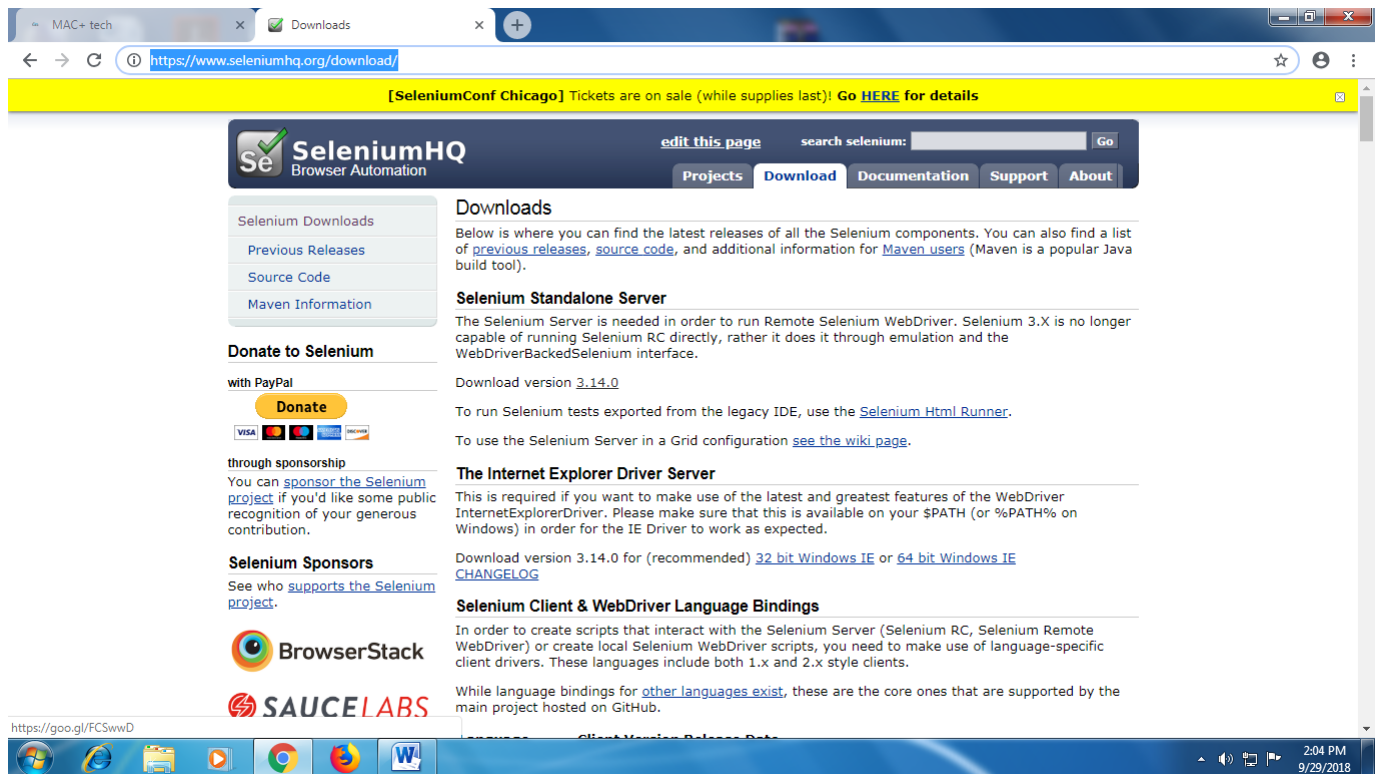 MAC+ tech
Downloads
https://www.seleniumhq.org/download/
[SeleniumConf Chicago] Tickets are on sale (while supplies last)! Go HERE for details
Se SeleniumHQ
Browser Automation
edit this page
search selenium:
Go
Projects
Download
Documentation
Support
About
Selenium Downloads
Previous Releases
Source Code
Maven Information
Donate to Selenium
with PayPal
Donate
VISA
DISCOVER
through sponsorship
You can sponsor the Selenium
project if you'd like some public
recognition of your generous
contribution.
Selenium Sponsors
See who supports the Selenium
project.
BrowserStack
SAUCELABS
Downloads
Below is where you can find the latest releases of all the Selenium components. You can also find a list
of previous releases, source code, and additional information for Maven users (Maven is a popular Java
build tool).
Selenium Standalone Server
The Selenium Server is needed in order to run Remote Selenium WebDriver. Selenium 3.X is no longer
capable of running Selenium RC directly, rather it does it through emulation and the
WebDriverBackedSelenium interface.
Download version 3.14.0
To run Selenium tests exported from the legacy IDE, use the Selenium Html Runner.
To use the Selenium Server in a Grid configuration see the wiki page.
The Internet Explorer Driver Server
This is required if you want to make use of the latest and greatest features of the WebDriver
InternetExplorerDriver. Please make sure that this is available on your $PATH (or %PATH% on
Windows) in order for the IE Driver to work as expected.
Download version 3.14.0 for (recommended) 32 bit Windows IE or 64 bit Windows IE
CHANGELOG
Selenium Client & WebDriver Language Bindings
In order to create scripts that interact with the Selenium Server (Selenium RC, Selenium Remote
WebDriver) or create local Selenium WebDriver scripts, you need to make use of language-specific
client drivers. These languages include both 1.x and 2.x style clients.
While language bindings for other languages exist, these are the core ones that are supported by the
main project hosted on GitHub.
Language Client Version Release Date
https://goo.gl/FCSwwD
W
2:04 PM
9/29/2018